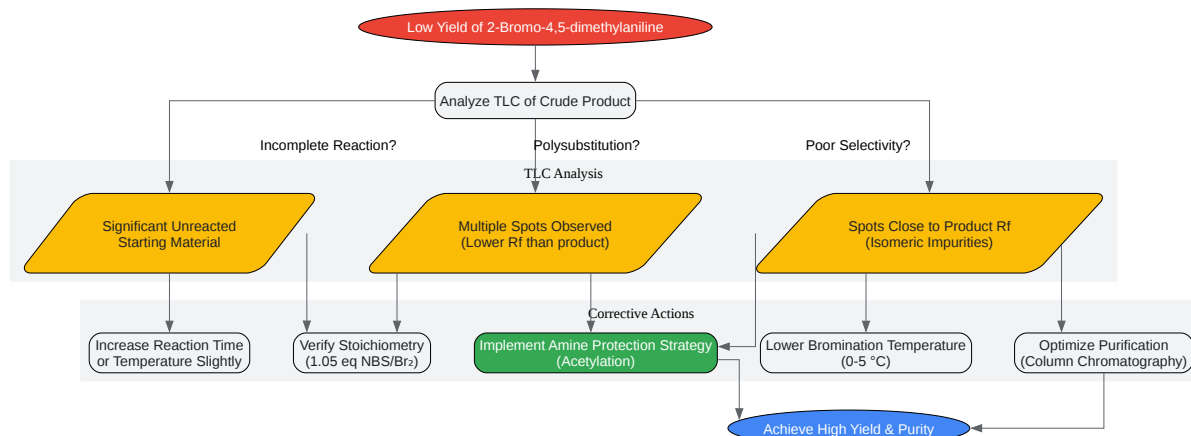 Low Yield of 2-Bromo-4,5-dimethylaniline
Analyze TLC of Crude Product
Incomplete Reaction?
Polysubstitution?
Poor Selectivity?
TLC Analysis
Significant Unreacted
Starting Material
Multiple Spots Observed
(Lower Rf than product)
Spots Close to Product Rf
(Isomeric Impurities)
Corrective Actions
Increase Reaction Time
or Temperature Slightly
Verify Stoichiometry
(1.05 eq NBS/Br₂)
Implement Amine Protection Strategy
(Acetylation)
Lower Bromination Temperature
(0-5 °C)
Optimize Purification
(Column Chromatography)
Achieve High Yield & Purity